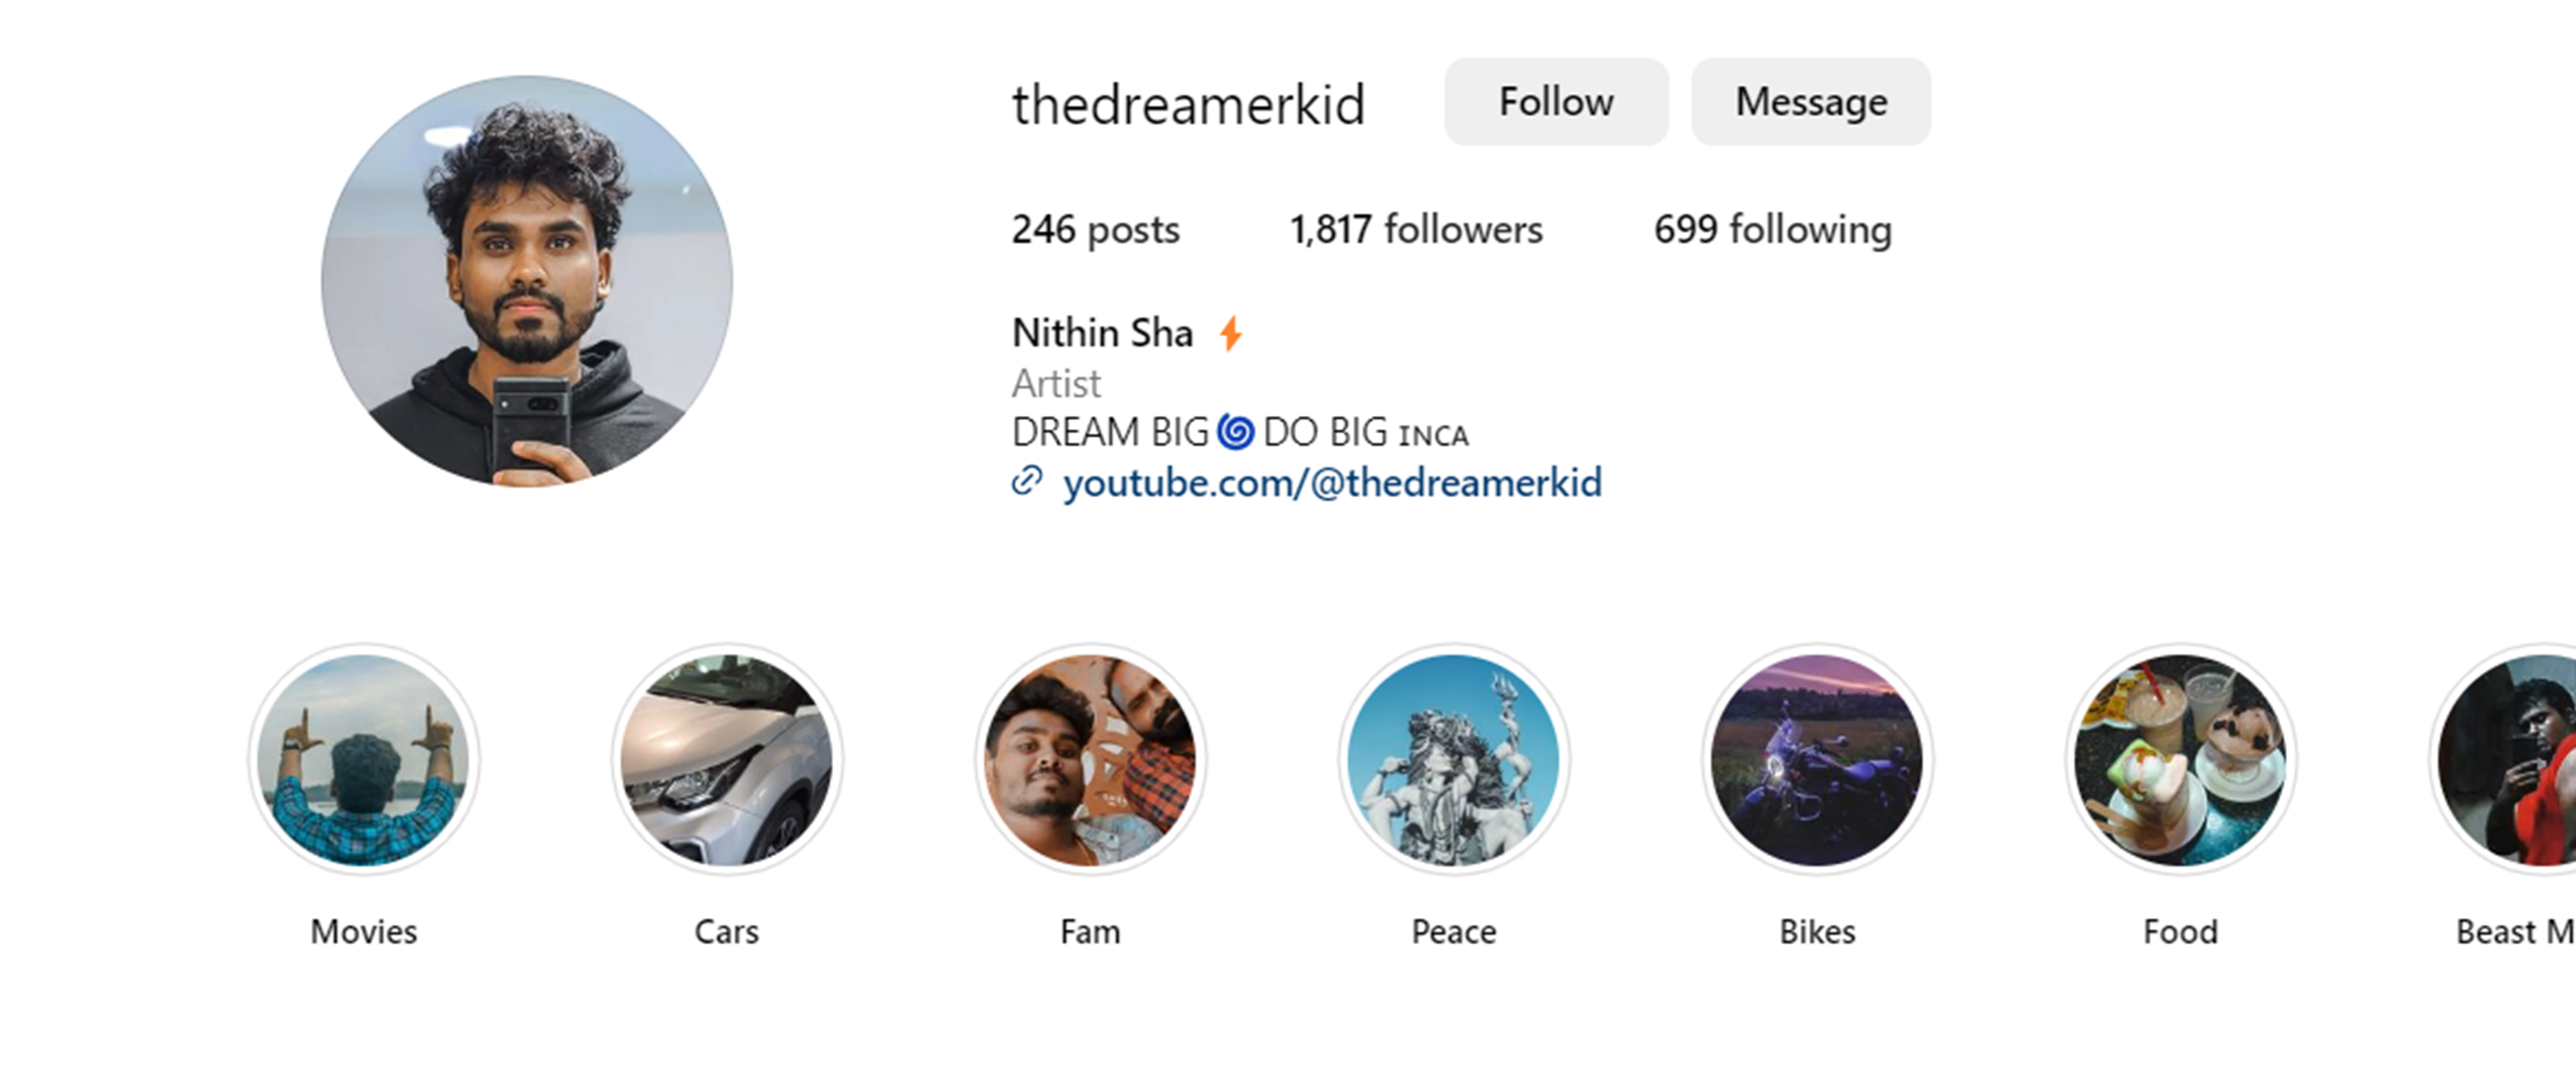 thedreamerkid Follow Message
246 posts 1,817 followers 699 following
Nithin Sha ⚡
Artist
DREAM BIG🌀DO BIG ɪɴᴄᴀ
youtube.com/@thedreamerkid
Movies Cars Fam Peace Bikes Food Beast M